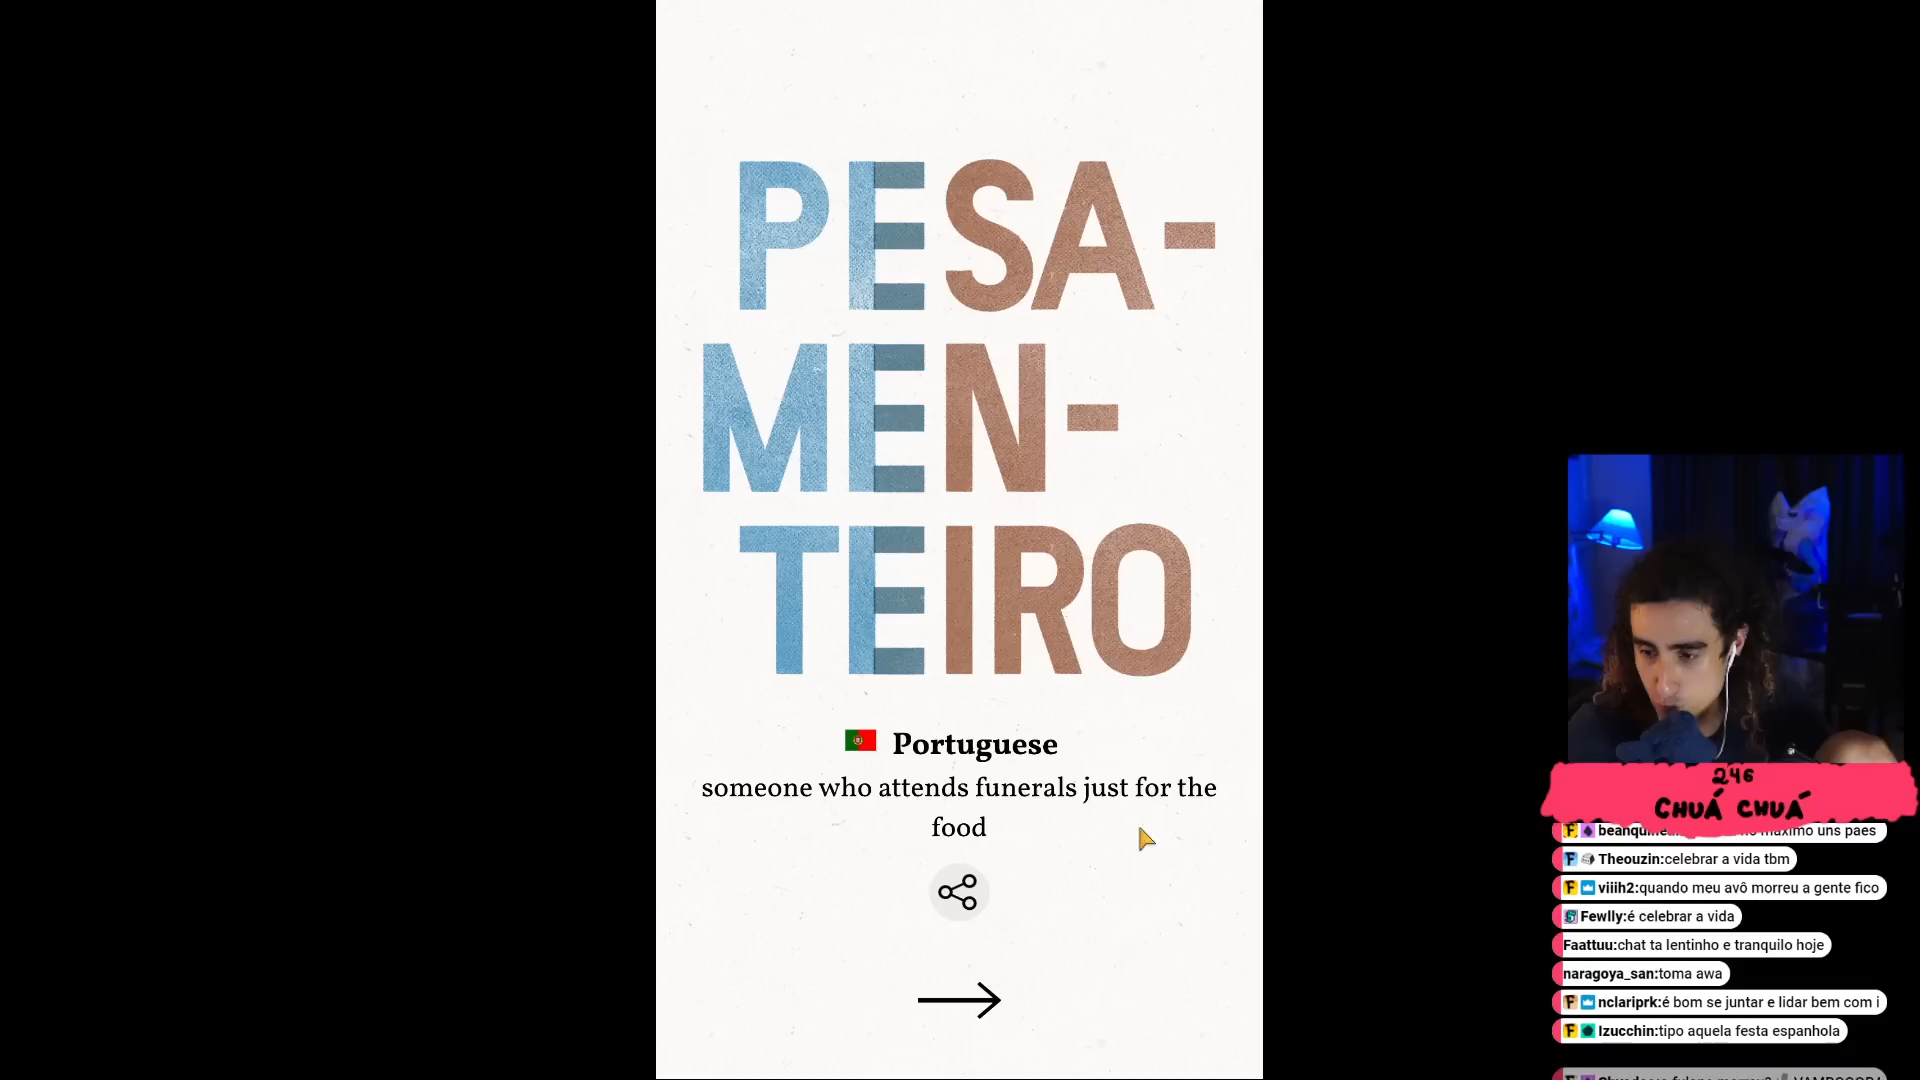 PESA-
MEN-
TEIRO
Portuguese
someone who attends funerals just for the
food
246
CHUÁ CHUÁ
máximo uns paes
Theouzin:celebrar a vida tbm
viiih2:quando meu avô morreu a gente fico
Fewlly:é celebrar a vida
Faattuu:chat ta lentinho e tranquilo hoje
naragoya_san:toma awa
nclariprk:é bom se juntar e lidar bem com i
Izucchin:tipo aquela festa espanhola